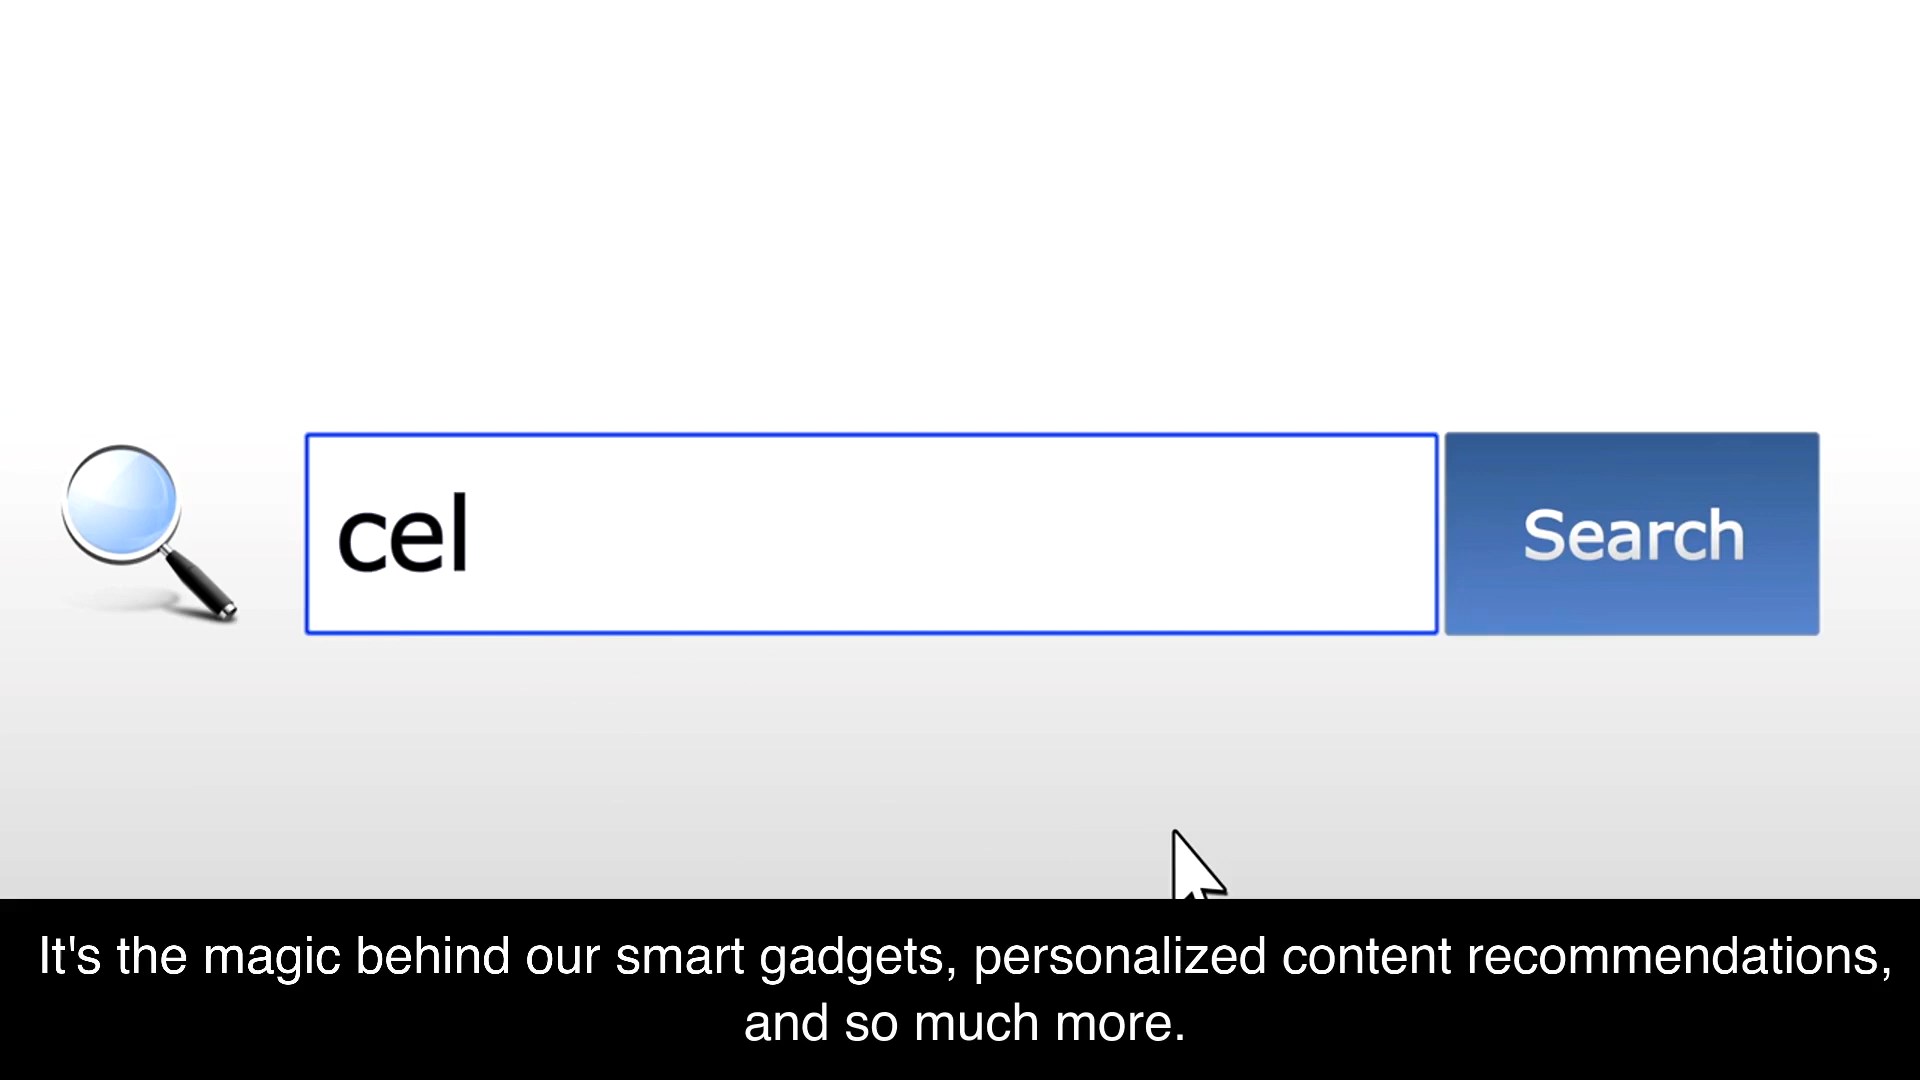 cel
Search
It's the magic behind our smart gadgets, personalized content recommendations,
and so much more.